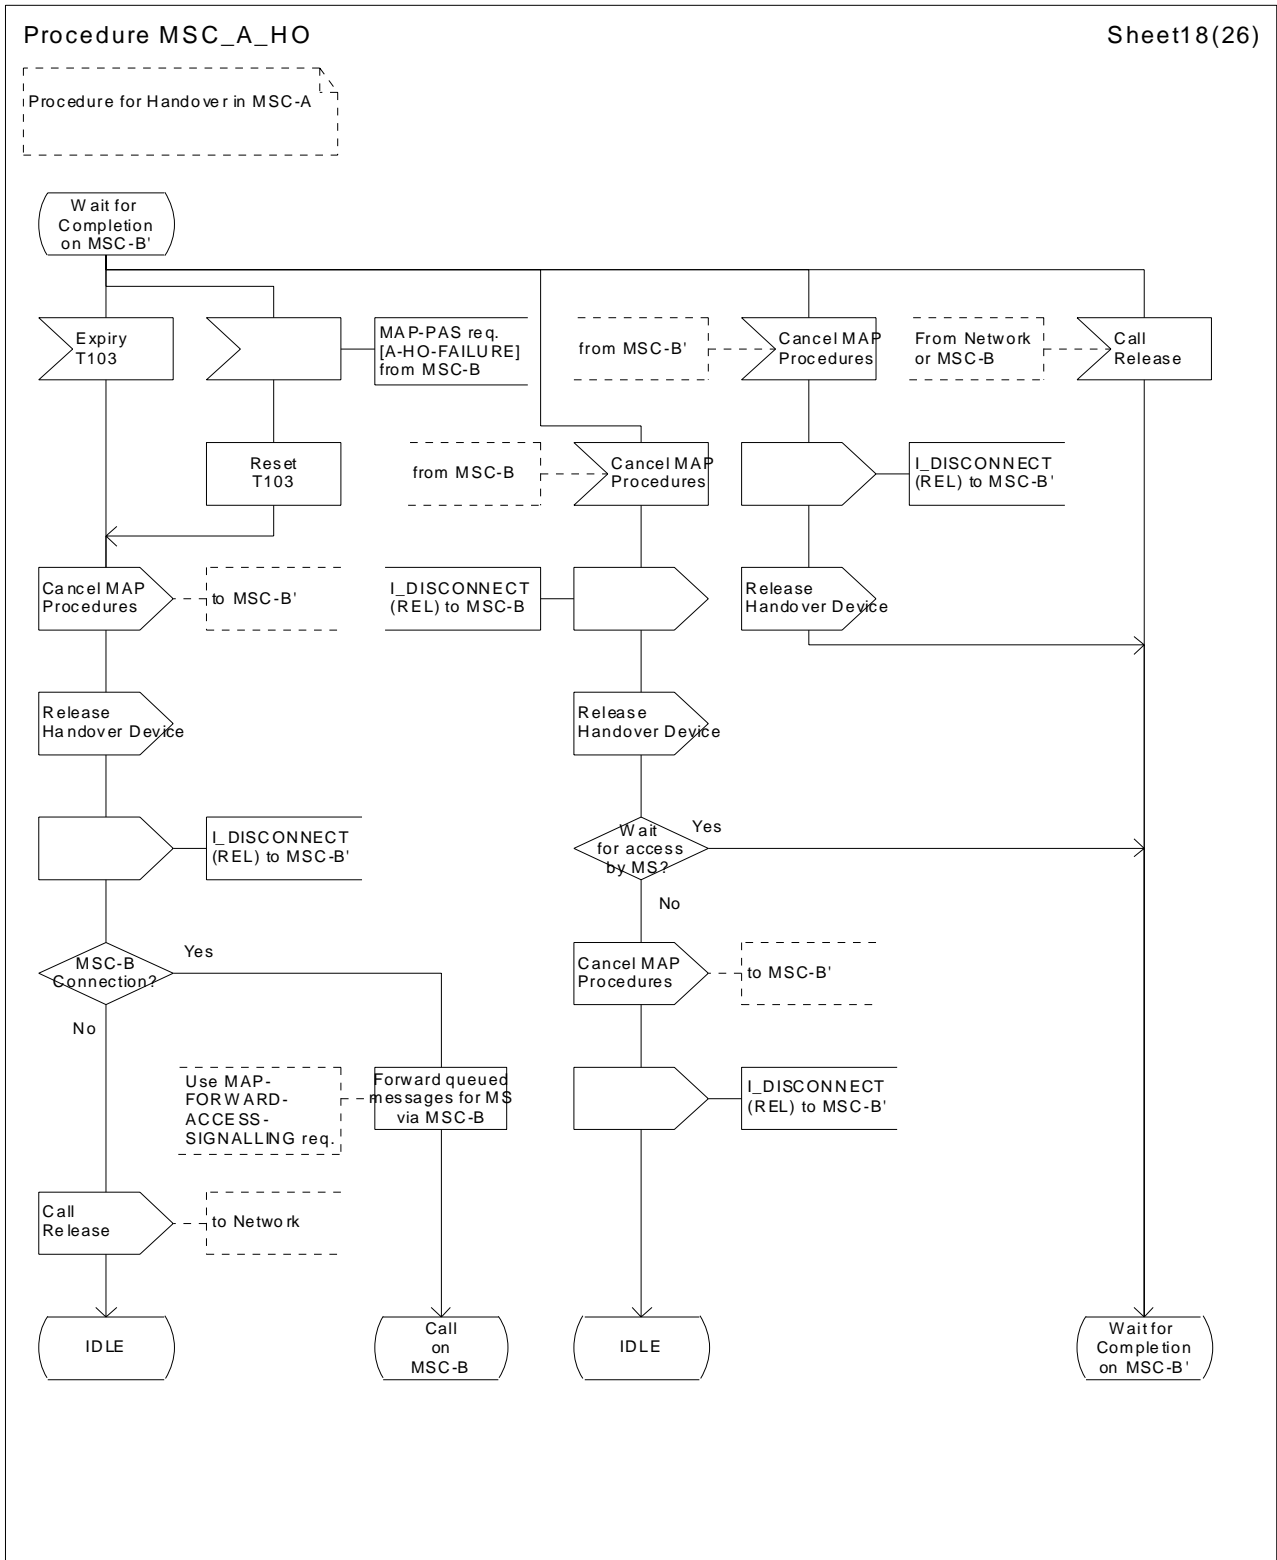 Procedure MSC_A_HO
Sheet18(26)
Procedure for Handover in MSC-A
Wait for
Completion
on MSC-B'
Expiry
T103
MAP-PAS req.
[A-HO-FAILURE]
from MSC-B
from MSC-B'
Cancel MAP
Procedures
From Network
or MSC-B
Call
Release
Reset
T103
from MSC-B
Cancel MAP
Procedures
I_DISCONNECT
(REL) to MSC-B'
Cancel MAP
Procedures
to MSC-B'
I_DISCONNECT
(REL) to MSC-B
Release
Handover Device
Release
Handover Device
Release
Handover Device
I_DISCONNECT
(REL) to MSC-B'
Wait
for access
by MS?
Yes
No
MSC-B
Connection?
Yes
No
Cancel MAP
Procedures
to MSC-B'
Use MAP-
FORWARD-
ACCESS-
SIGNALLING req.
Forward queued
messages for MS
via MSC-B
I_DISCONNECT
(REL) to MSC-B'
Call
Release
to Network
IDLE
Call
on
MSC-B
IDLE
Wait for
Completion
on MSC-B'